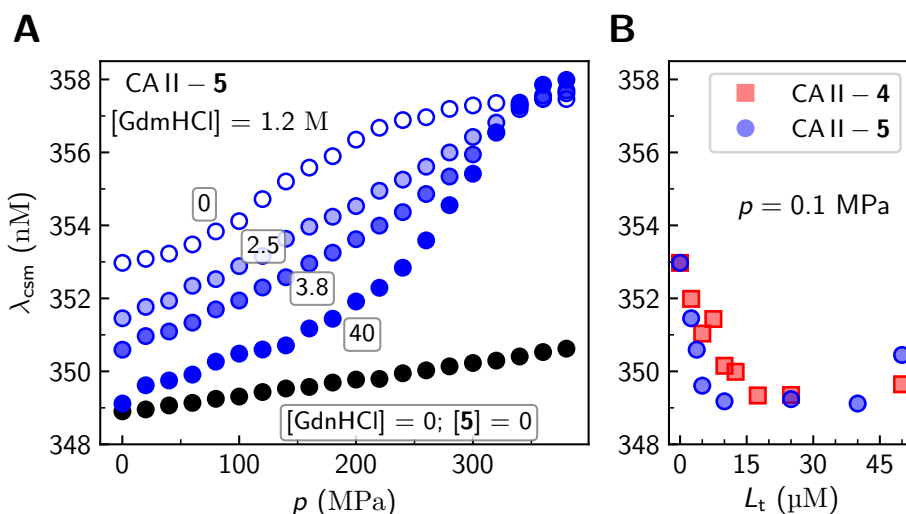 A
CA II – 5
[GdmHCl] = 1.2 M
0
2.5
3.8
40
[GdnHCl] = 0; [5] = 0
358
356
354
352
350
348
λcsm (nM)
0
100
200
300
p (MPa)
B
CA II – 4
CA II – 5
p = 0.1 MPa
358
356
354
352
350
348
0
15
30
45
Lt (µM)